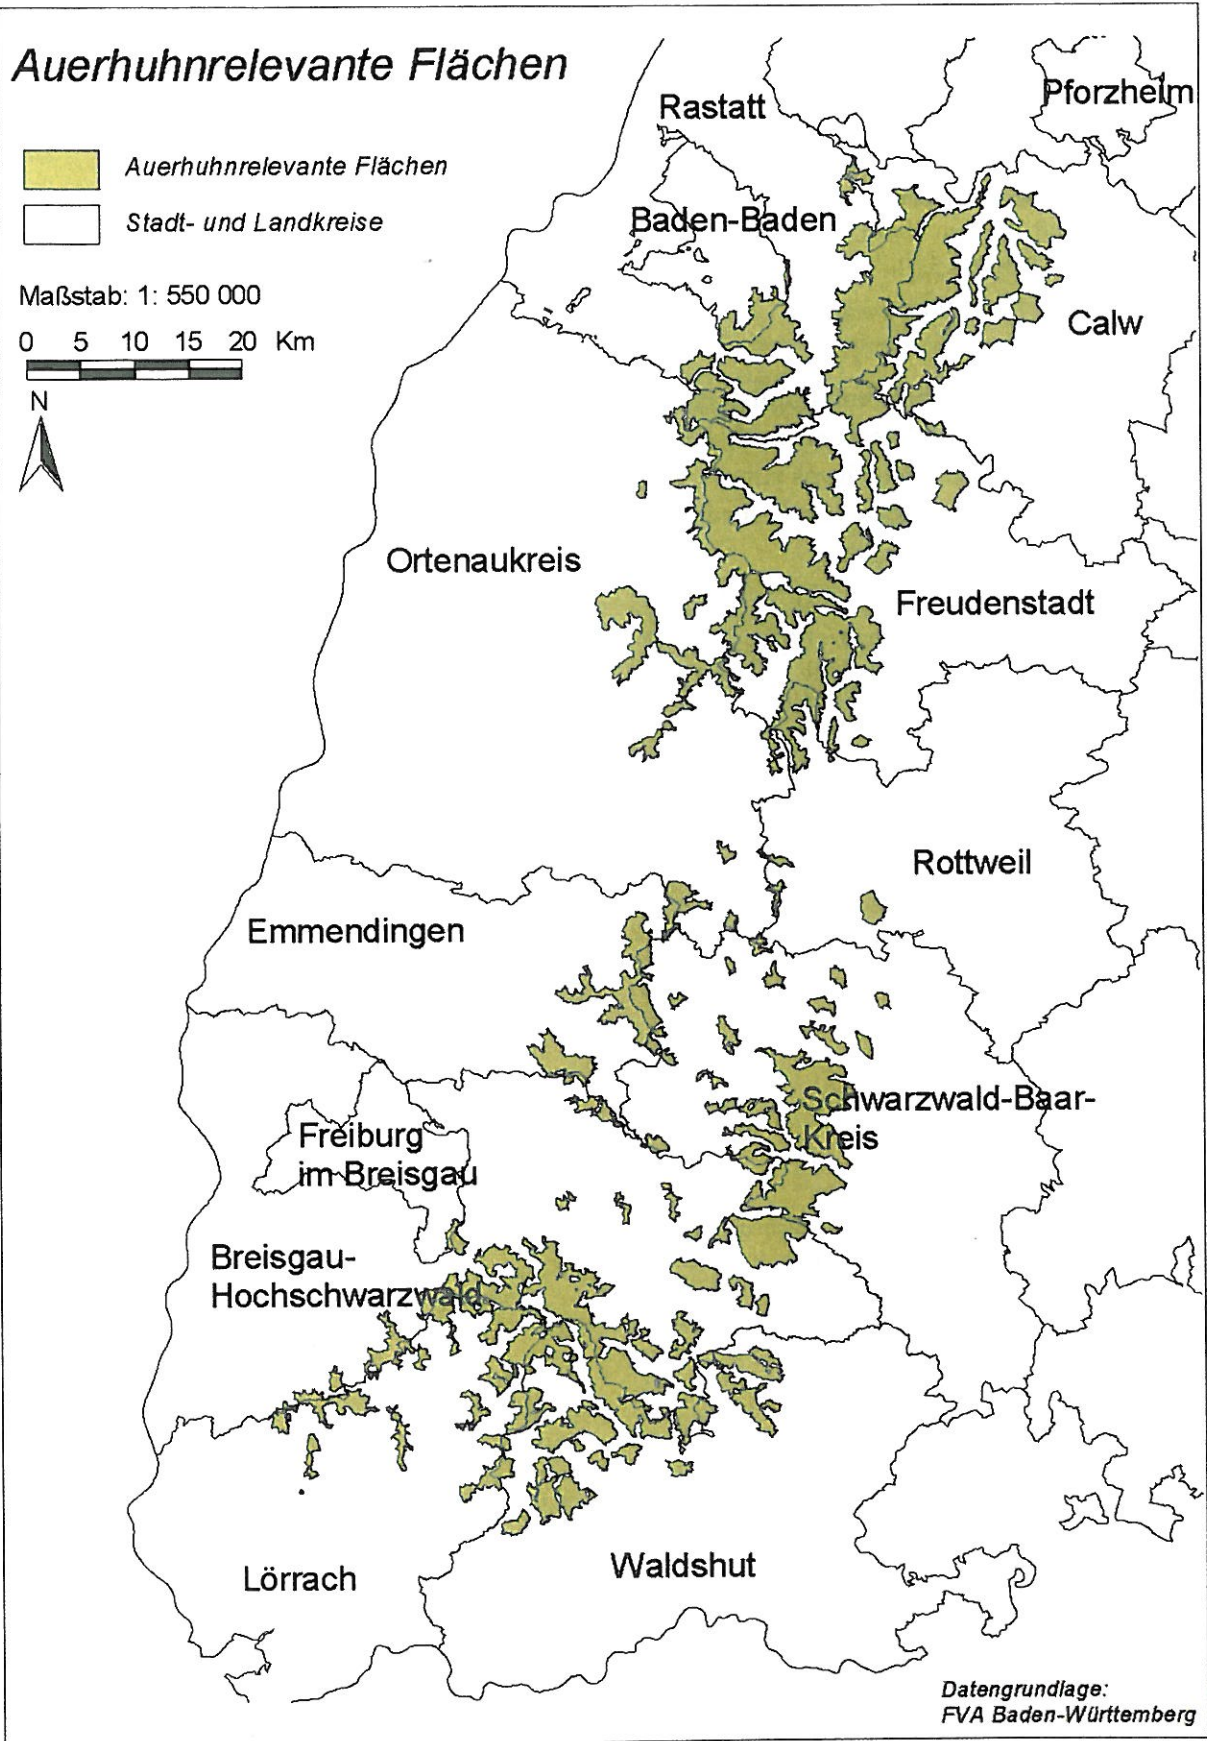 Auerhuhnrelevante Flächen
Auerhuhnrelevante Flächen
Stadt- und Landkreise
Maßstab: 1: 550 000
0 5 10 15 20 Km
N
Rastatt
Pforzheim
Baden-Baden
Calw
Ortenaukreis
Freudenstadt
Rottweil
Emmendingen
Schwarzwald-Baar-
Kreis
Freiburg
im Breisgau
Breisgau-
Hochschwarzwald
Lörrach
Waldshut
Datengrundlage:
FVA Baden-Württemberg